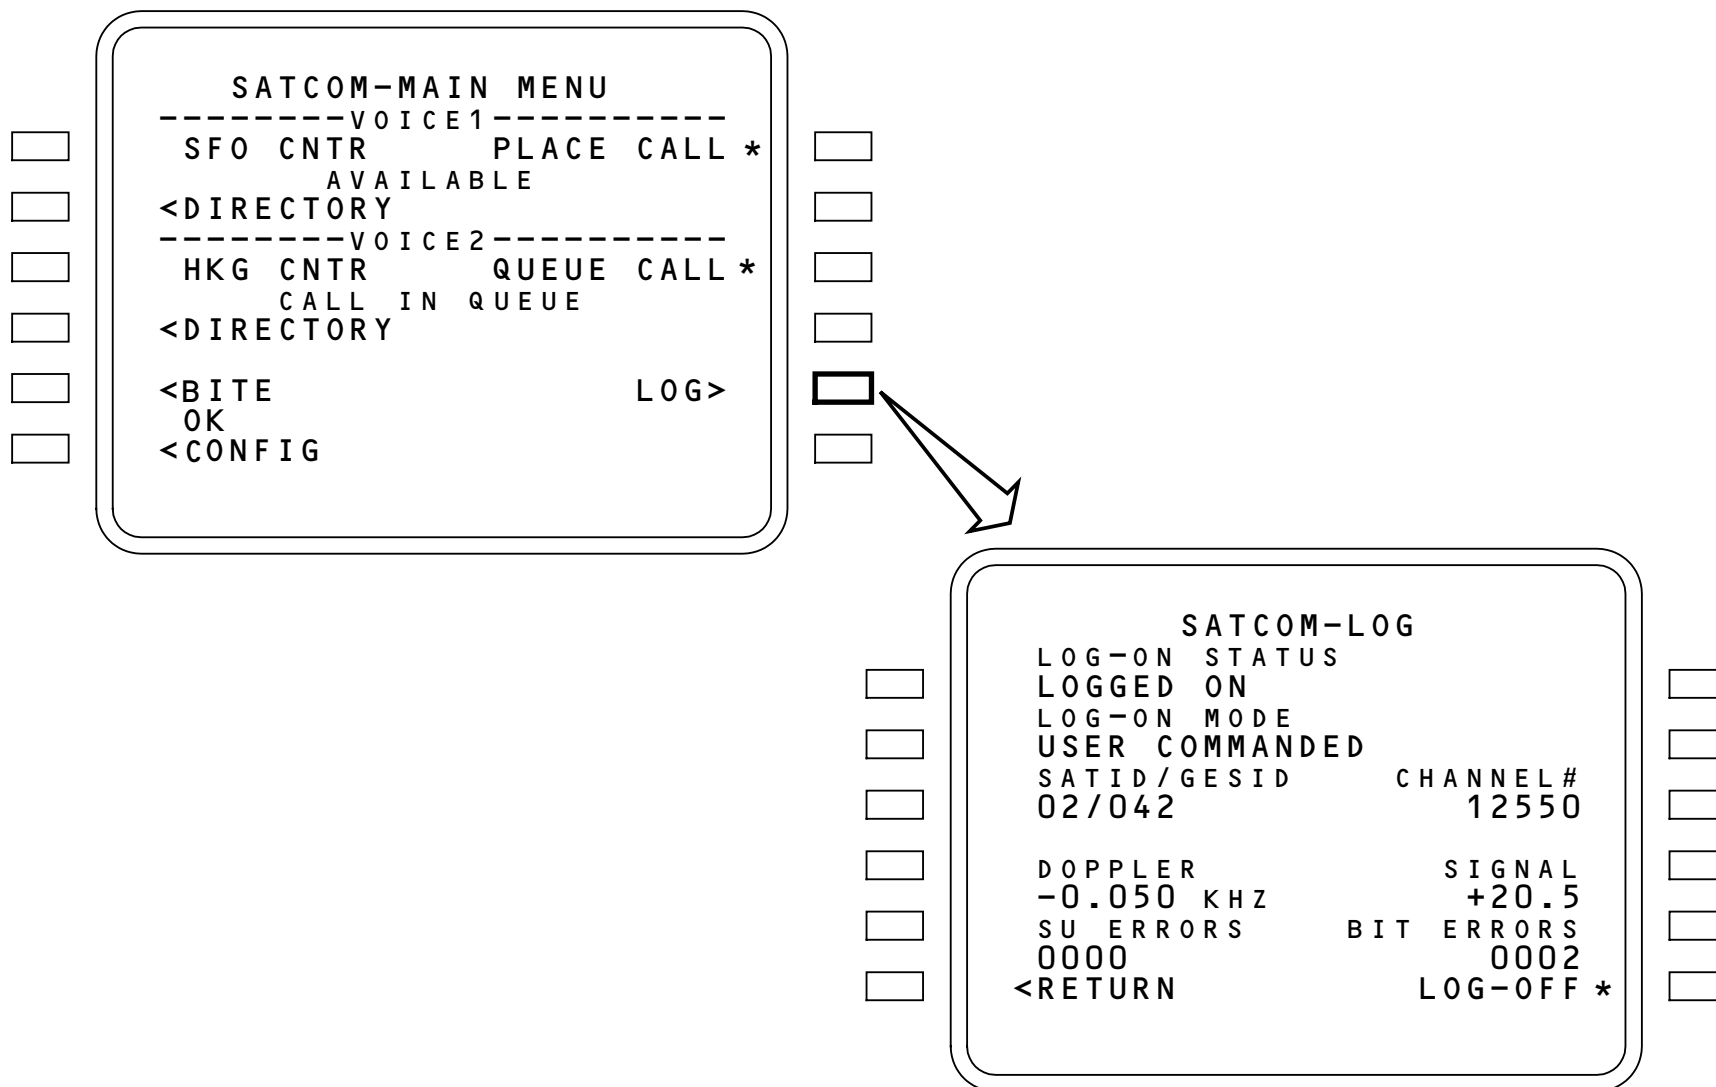 SATCOM-MAIN MENU
--------VOICE1----------
SFO CNTR PLACE CALL *
AVAILABLE
<DIRECTORY
--------VOICE2----------
HKG CNTR QUEUE CALL *
CALL IN QUEUE
<DIRECTORY
<BITE LOG>
OK
<CONFIG
SATCOM-LOG
LOG-ON STATUS
LOGGED ON
LOG-ON MODE
USER COMMANDED
SATID/GESID CHANNEL#
02/042 12550
DOPPLER SIGNAL
-0.050 KHZ +20.5
SU ERRORS BIT ERRORS
0000 0002
<RETURN LOG-OFF *